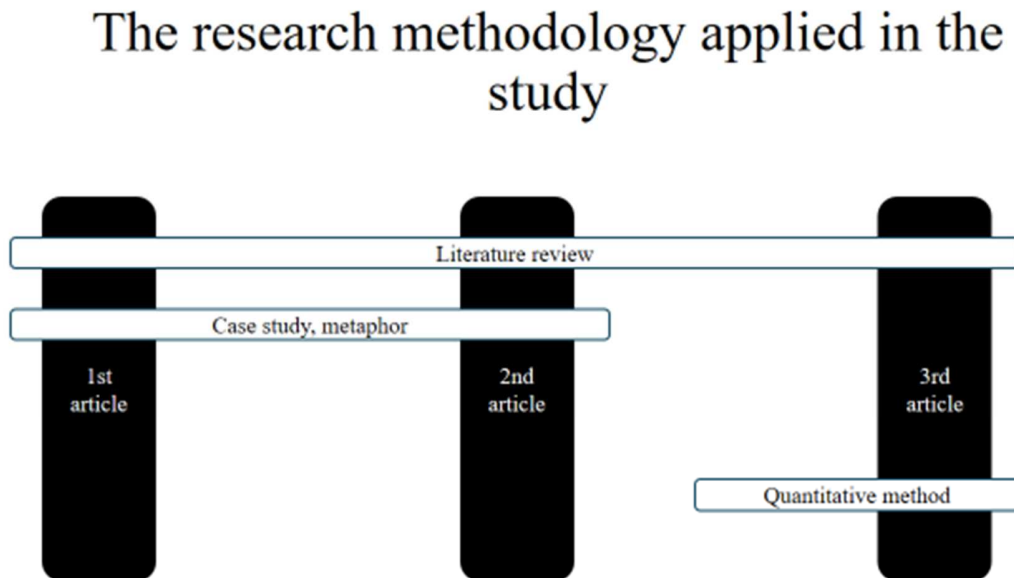 The research methodology applied in the
study
Literature review
Case study, metaphor
1st
article
2nd
article
3rd
article
Quantitative method